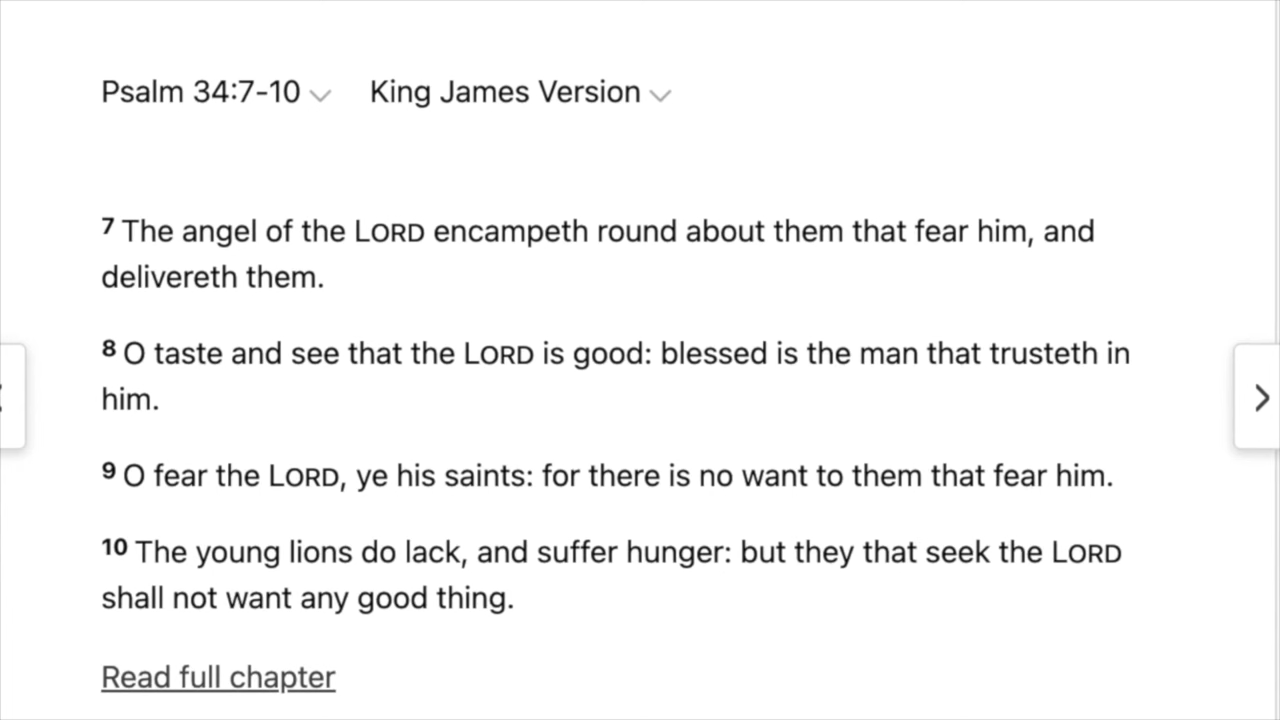 Psalm 34:7-10 King James Version
7 The angel of the LORD encampeth round about them that fear him, and
delivereth them.
8 O taste and see that the LORD is good: blessed is the man that trusteth in
him.
9 O fear the LORD, ye his saints: for there is no want to them that fear him.
10 The young lions do lack, and suffer hunger: but they that seek the LORD
shall not want any good thing.
Read full chapter